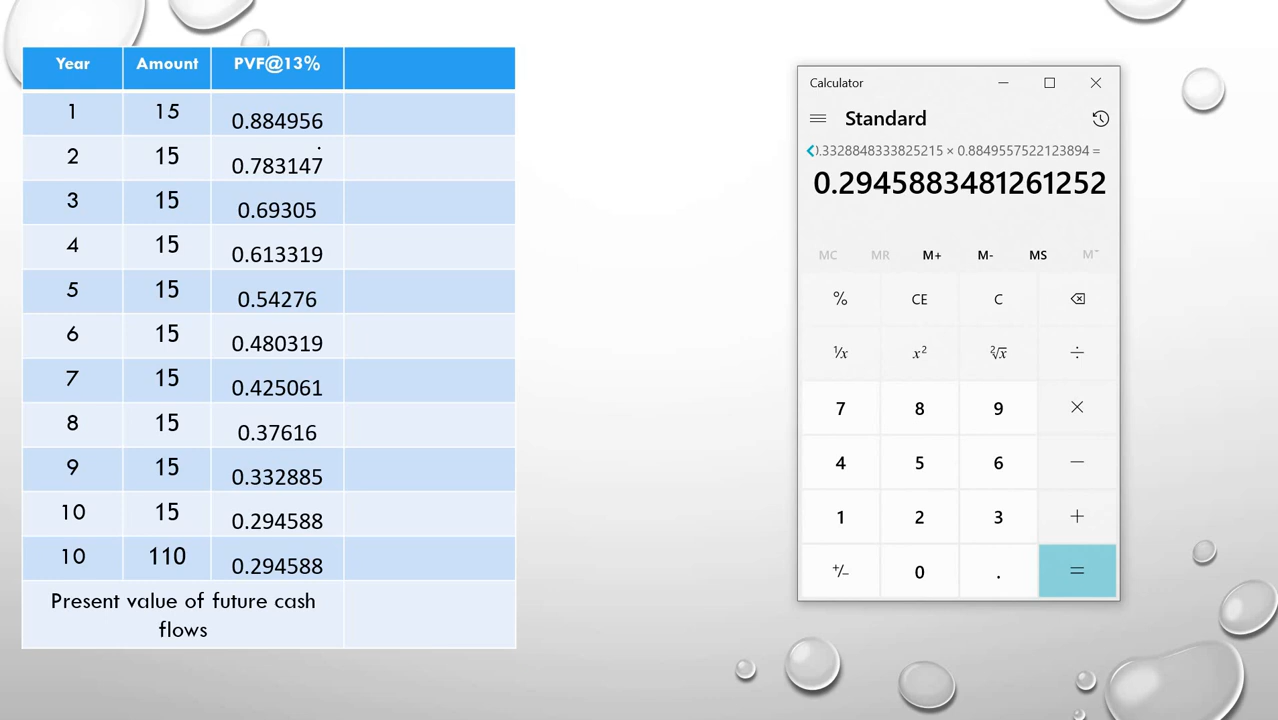 Year Amount PVF@13%
1 15 0.884956
2 15 0.783147
3 15 0.69305
4 15 0.613319
5 15 0.54276
6 15 0.480319
7 15 0.425061
8 15 0.37616
9 15 0.332885
10 15 0.294588
10 110 0.294588
Present value of future cash
flows
Calculator
Standard
0.3328848333825215 × 0.8849557522123894 =
0.2945883481261252
MC MR M+ M- MS M˅
% CE C
¹/x x² ²√x ÷
7 8 9 ×
4 5 6 −
1 2 3 +
+/− 0 . =